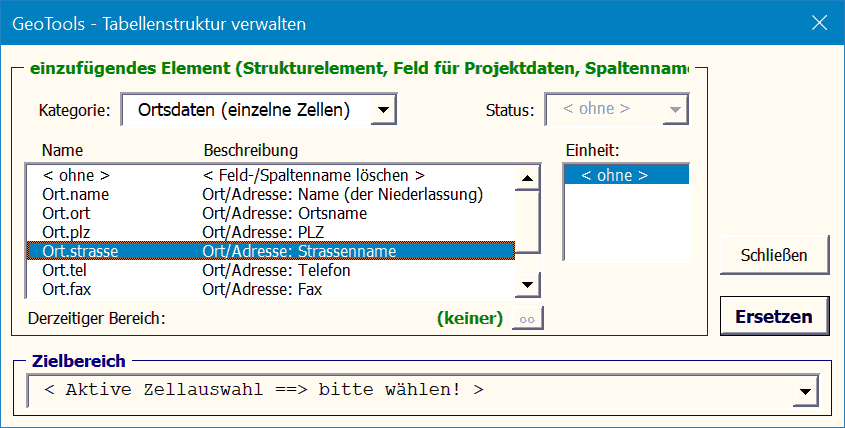 GeoTools - Tabellenstruktur verwalten
einzufügendes Element (Strukturelement, Feld für Projektdaten, Spaltenname
Kategorie: Ortsdaten (einzelne Zellen) Status: < ohne >
Name Beschreibung Einheit:
< ohne > < Feld-/Spaltenname löschen > < ohne >
Ort.name Ort/Adresse: Name (der Niederlassung)
Ort.ort Ort/Adresse: Ortsname
Ort.plz Ort/Adresse: PLZ
Ort.strasse Ort/Adresse: Strassenname
Ort.tel Ort/Adresse: Telefon
Ort.fax Ort/Adresse: Fax
Schließen
Derzeitiger Bereich: (keiner) oo
Ersetzen
Zielbereich
< Aktive Zellauswahl ==> bitte wählen! >